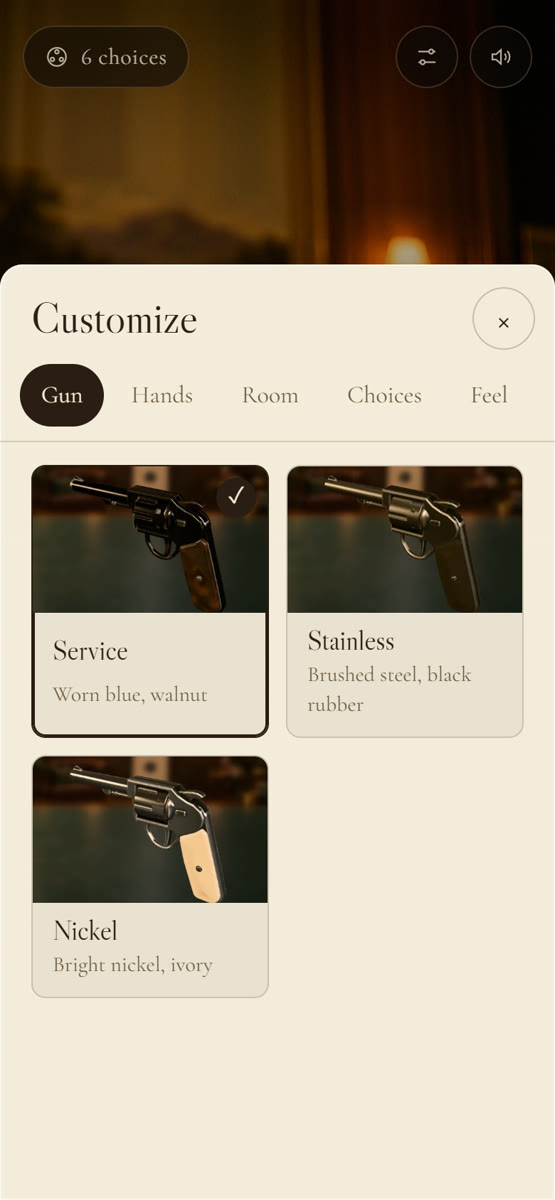 6 choices
Customize
Gun
Hands
Room
Choices
Feel
Service
Worn blue, walnut
Stainless
Brushed steel, black
rubber
Nickel
Bright nickel, ivory